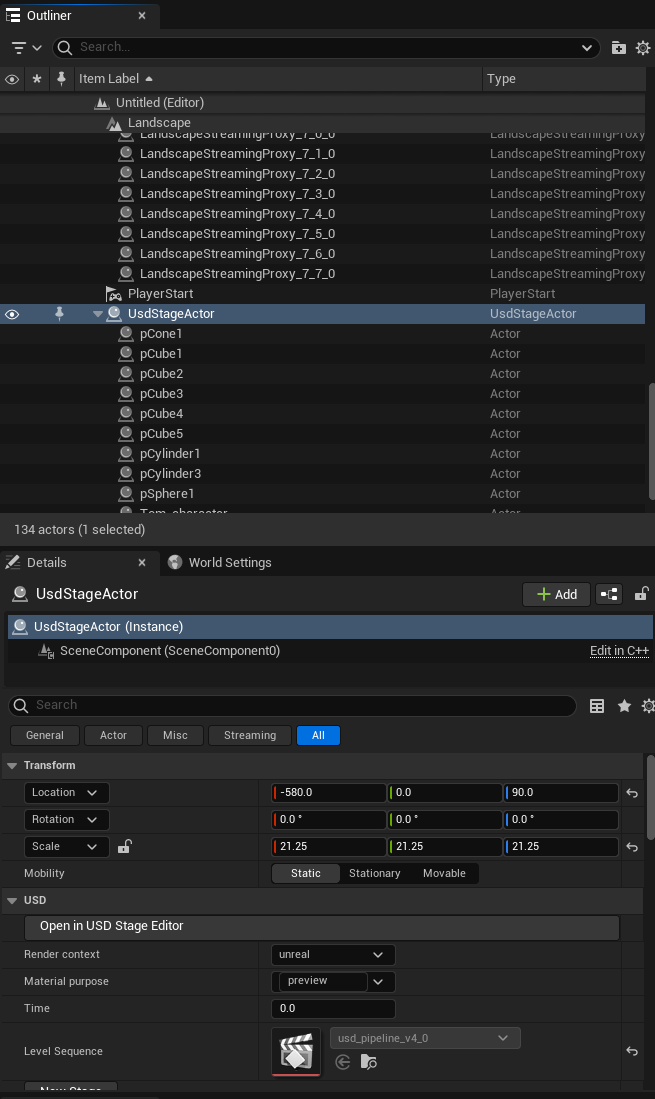 Outliner
Search...
Item Label Type
Untitled (Editor)
Landscape
LandscapeStreamingProxy_7_0_0 LandscapeStreamingProxy
LandscapeStreamingProxy_7_1_0 LandscapeStreamingProxy
LandscapeStreamingProxy_7_2_0 LandscapeStreamingProxy
LandscapeStreamingProxy_7_3_0 LandscapeStreamingProxy
LandscapeStreamingProxy_7_4_0 LandscapeStreamingProxy
LandscapeStreamingProxy_7_5_0 LandscapeStreamingProxy
LandscapeStreamingProxy_7_6_0 LandscapeStreamingProxy
LandscapeStreamingProxy_7_7_0 LandscapeStreamingProxy
PlayerStart PlayerStart
UsdStageActor UsdStageActor
pCone1 Actor
pCube1 Actor
pCube2 Actor
pCube3 Actor
pCube4 Actor
pCube5 Actor
pCylinder1 Actor
pCylinder3 Actor
pSphere1 Actor
Tom_character Actor
134 actors (1 selected)
Details World Settings
UsdStageActor Add
UsdStageActor (Instance)
SceneComponent (SceneComponent0) Edit in C++
Search
General Actor Misc Streaming All
Transform
Location -580.0 0.0 90.0
Rotation 0.0 ° 0.0 ° 0.0 °
Scale 21.25 21.25 21.25
Mobility Static Stationary Movable
USD
Open in USD Stage Editor
Render context unreal
Material purpose preview
Time 0.0
Level Sequence usd_pipeline_v4_0
New Stage